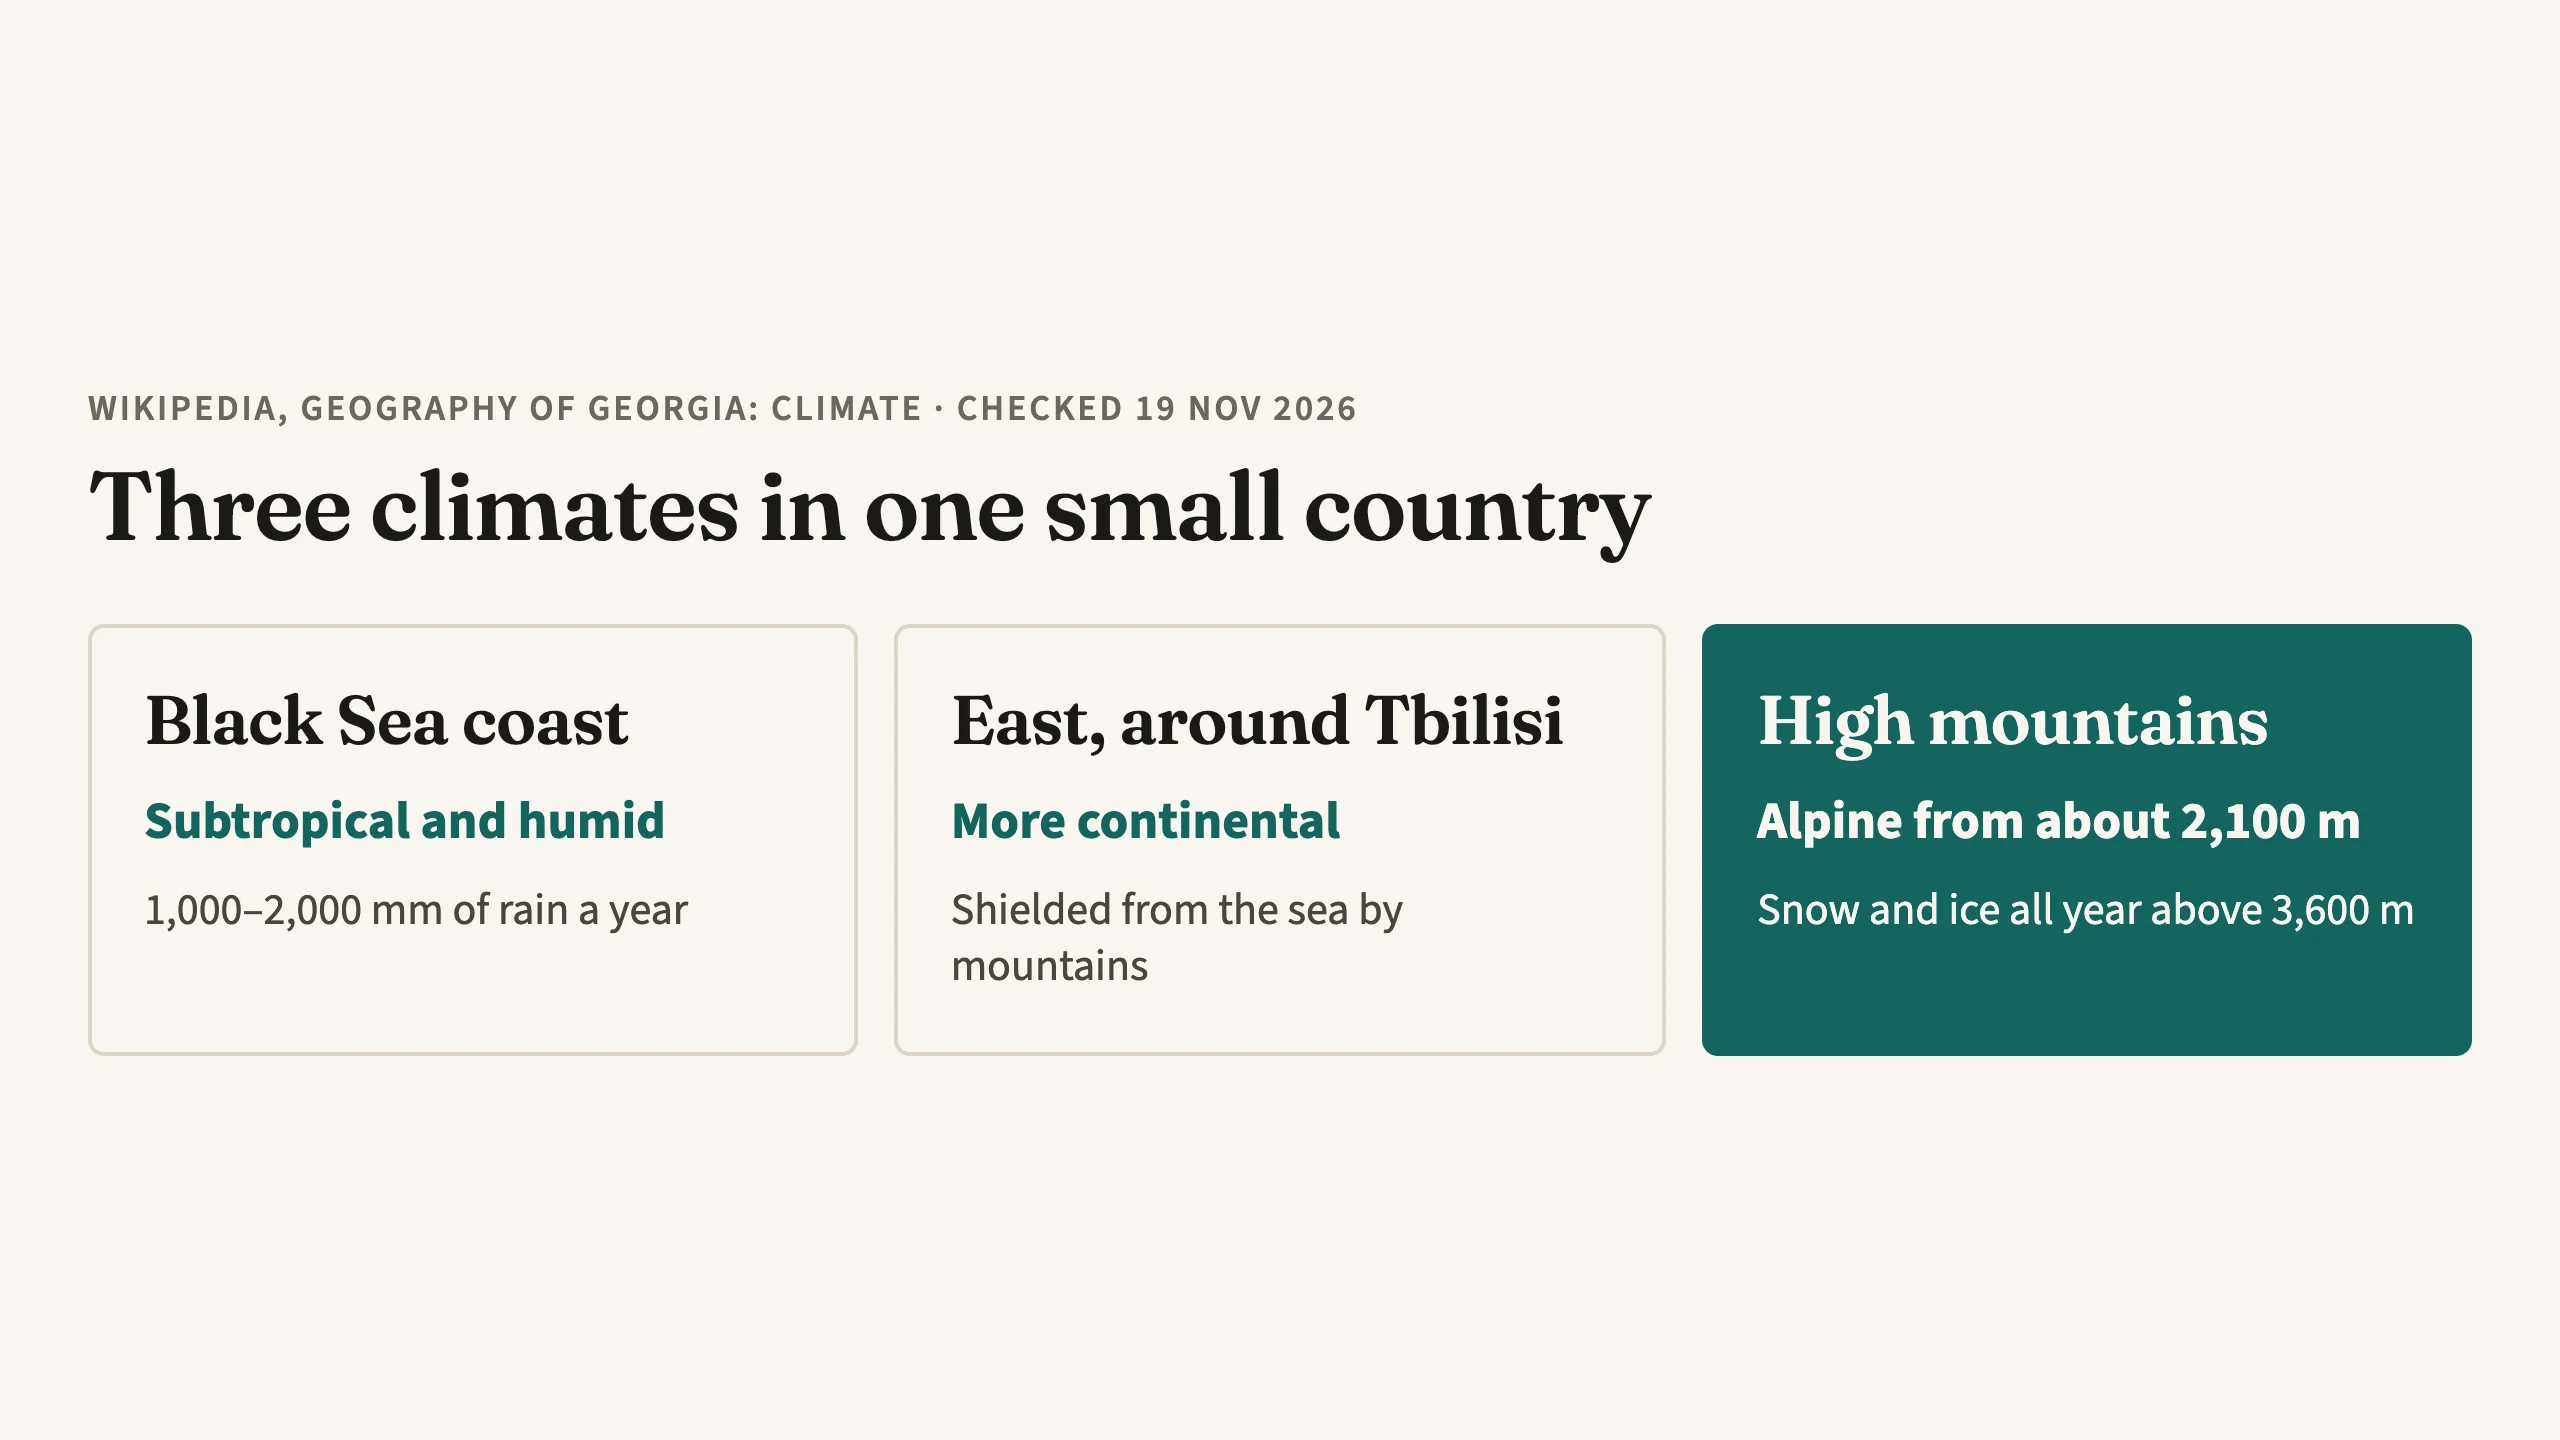 WIKIPEDIA, GEOGRAPHY OF GEORGIA: CLIMATE · CHECKED 19 NOV 2026
Three climates in one small country
Black Sea coast
Subtropical and humid
1,000–2,000 mm of rain a year
East, around Tbilisi
More continental
Shielded from the sea by
mountains
High mountains
Alpine from about 2,100 m
Snow and ice all year above 3,600 m